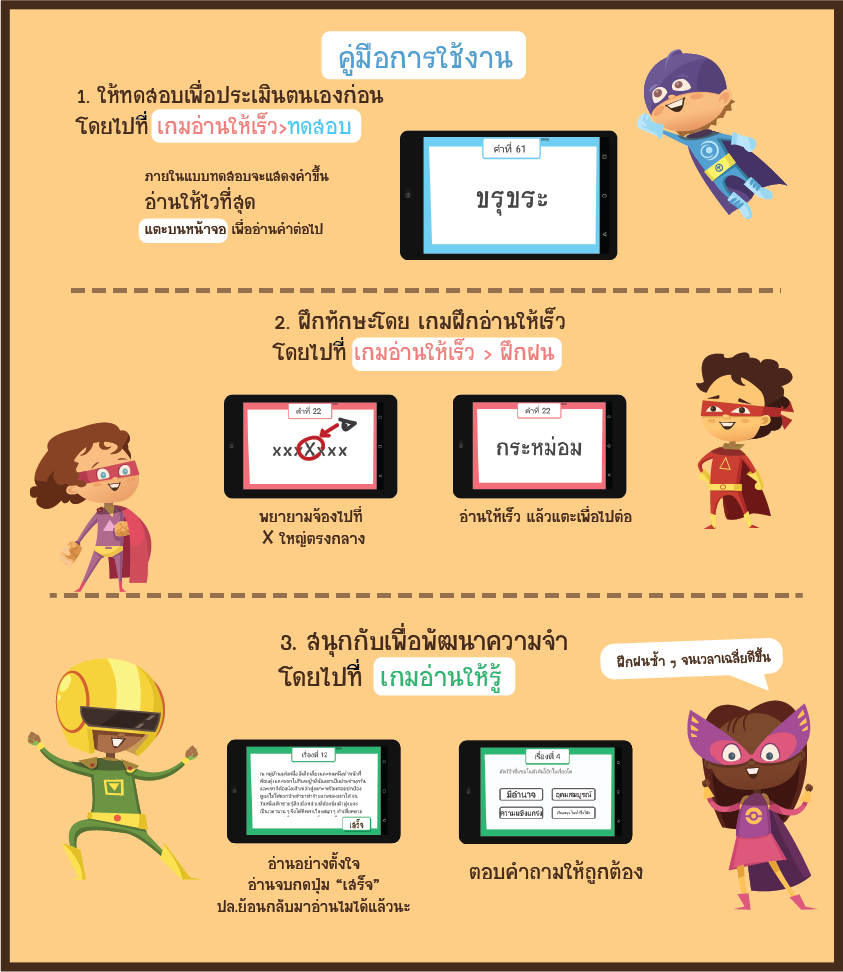 คู่มือการใช้งาน
1. ให้ทดสอบเพื่อประเมินตนเองก่อน
โดยไปที่ เกมอ่านให้เร็ว>ทดสอบ
ภายในแบบทดสอบจะแสดงคำขึ้น
อ่านให้ไวที่สุด
แตะบนหน้าจอ เพื่ออ่านคำต่อไป
คำที่ 61
ขรุขระ
2. ฝึกทักษะโดย เกมฝึกอ่านให้เร็ว
โดยไปที่ เกมอ่านให้เร็ว > ฝึกฝน
คำที่ 22
xxxXxxx
พยายามจ้องไปที่
X ใหญ่ตรงกลาง
คำที่ 22
กระหม่อม
อ่านให้เร็ว แล้วแตะเพื่อไปต่อ
3. สนุกกับเพื่อพัฒนาความจำ
โดยไปที่ เกมอ่านให้รู้
ฝึกฝนซ้ำ ๆ จนเวลาเฉลี่ยดีขึ้น
เรื่องที่ 12
เสร็จ
อ่านอย่างตั้งใจ
อ่านจบกดปุ่ม “เสร็จ”
ปล.ย้อนกลับมาอ่านไม่ได้แล้วนะ
เรื่องที่ 4
มีอำนาจ
อุดมสมบูรณ์
ความแข็งแกร่ง
ตอบคำถามให้ถูกต้อง